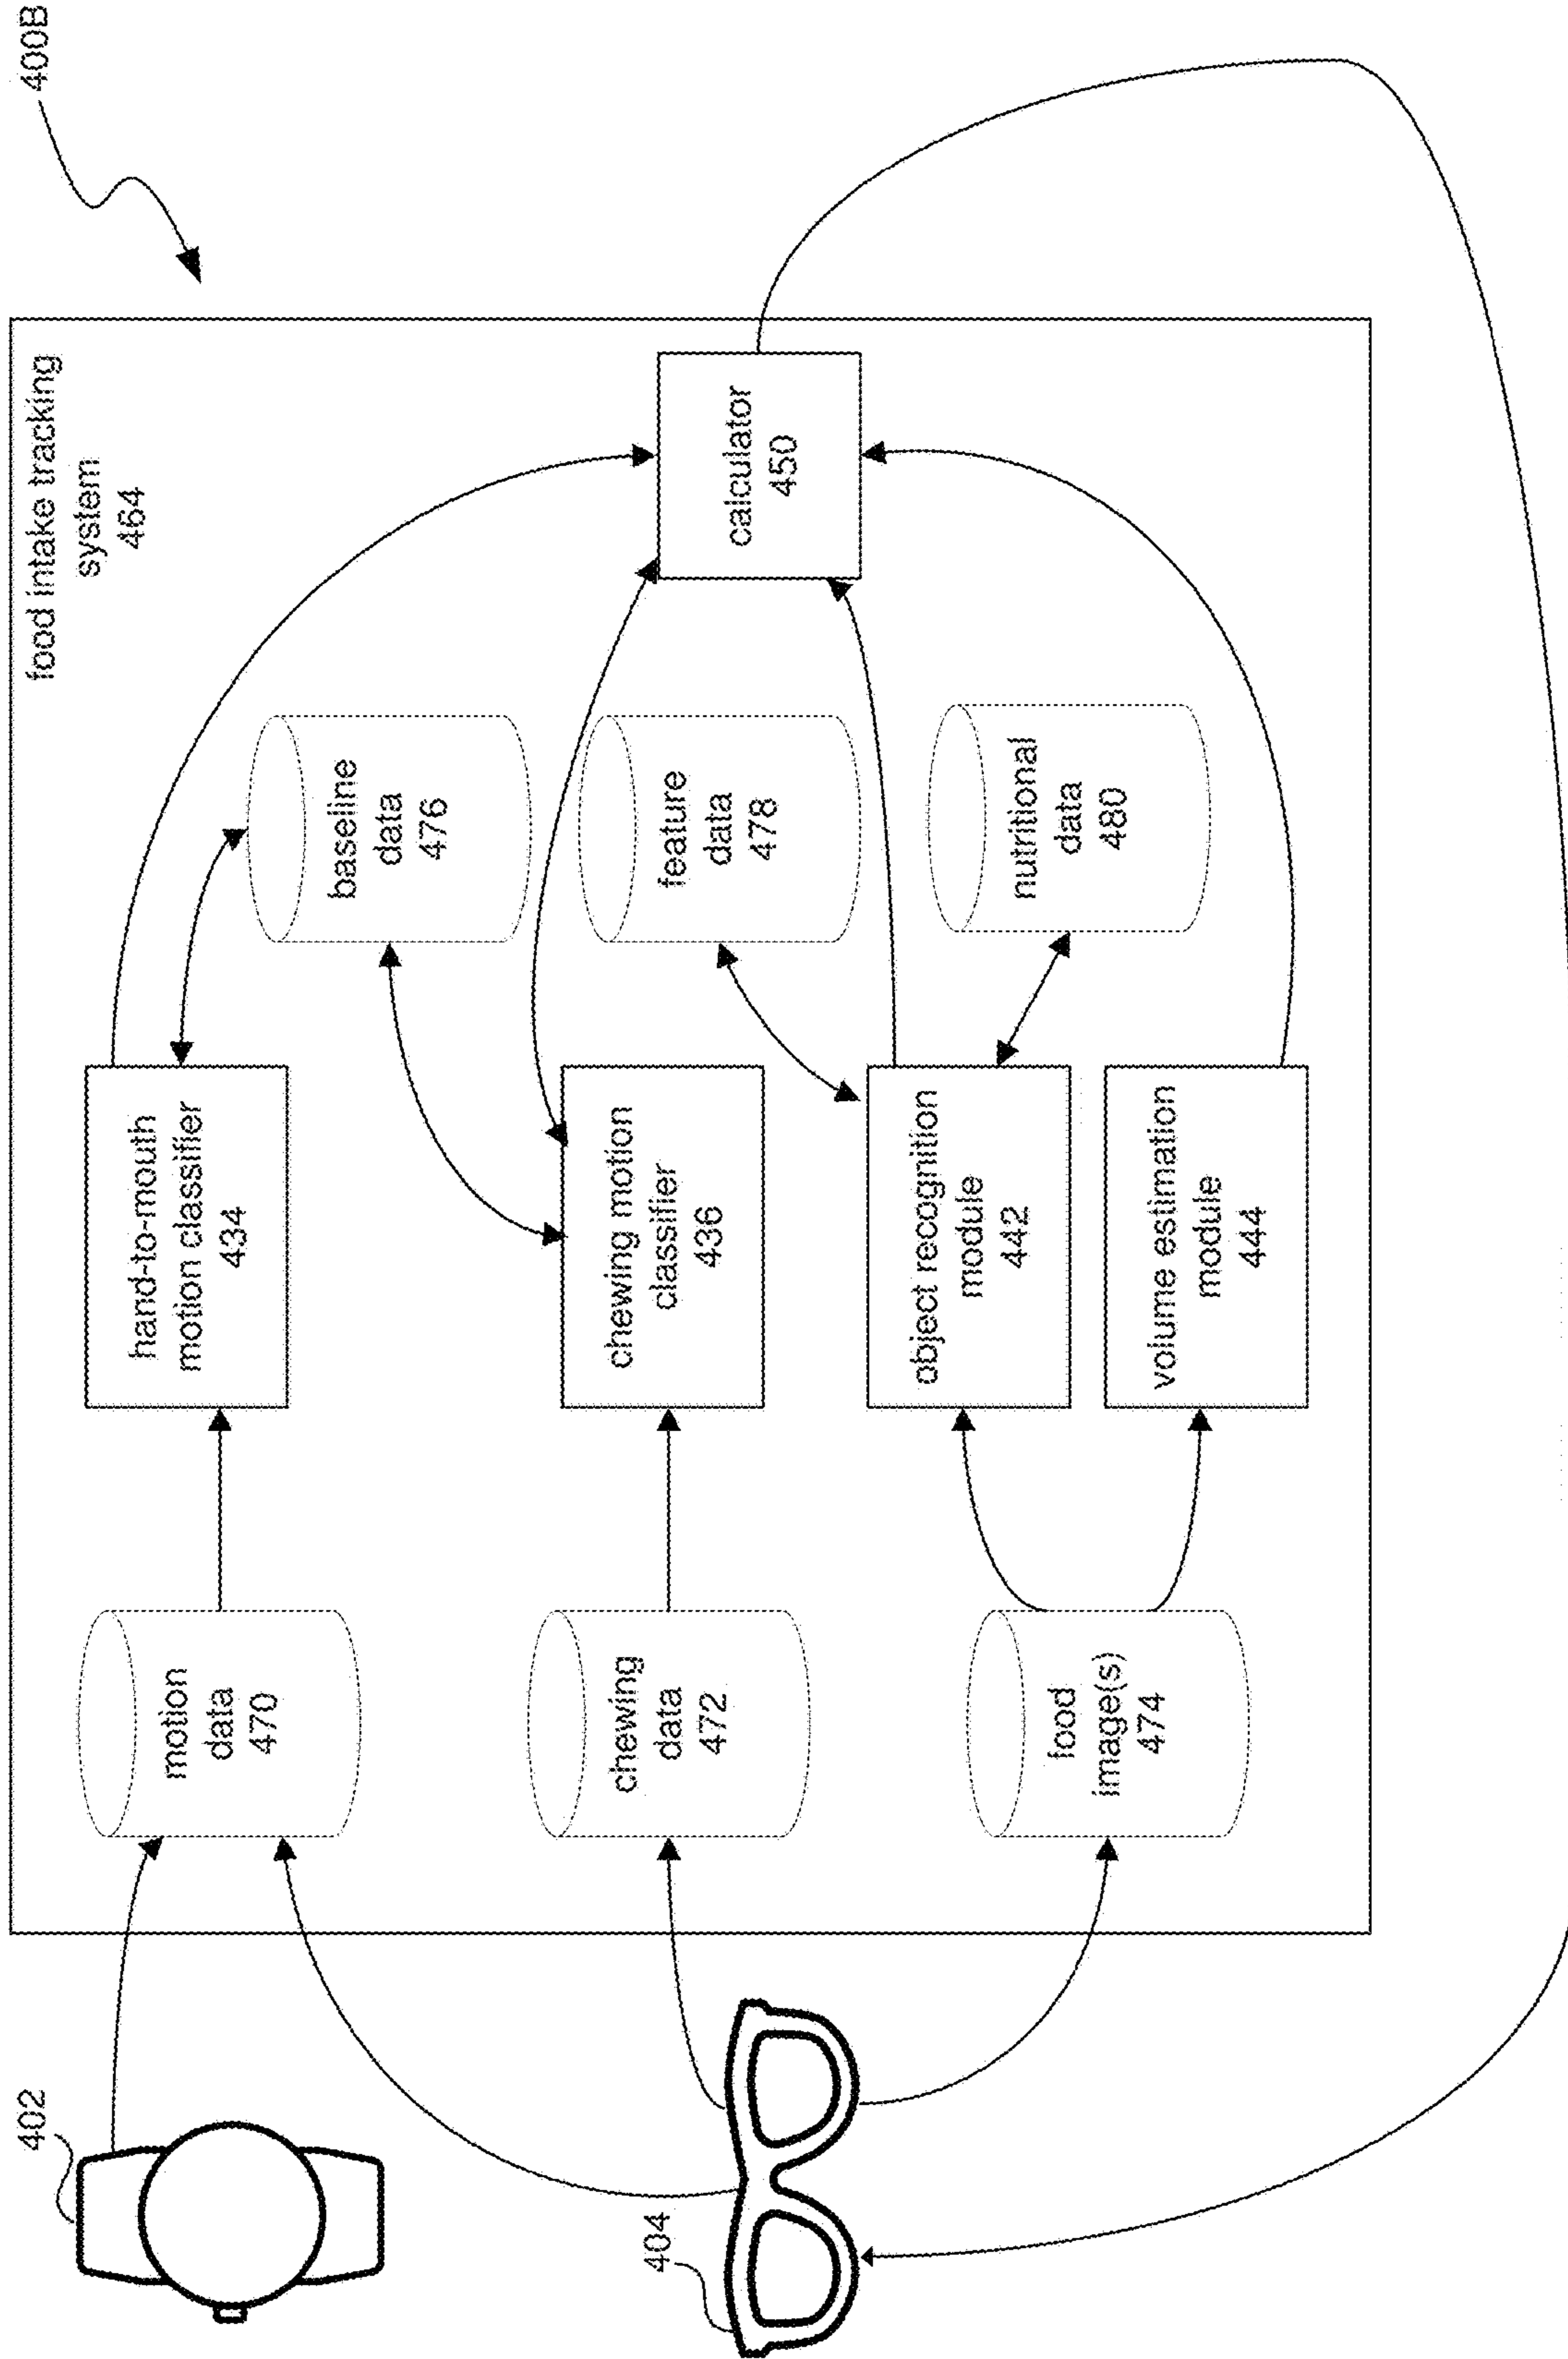 400B
food intake tracking
system
464
402
404
motion
data
470
chewing
data
472
food
image(s)
474
hand-to-mouth
motion classifier
434
chewing motion
classifier
436
object recognition
module
442
volume estimation
module
444
baseline
data
476
feature
data
478
nutritional
data
480
calculator
450